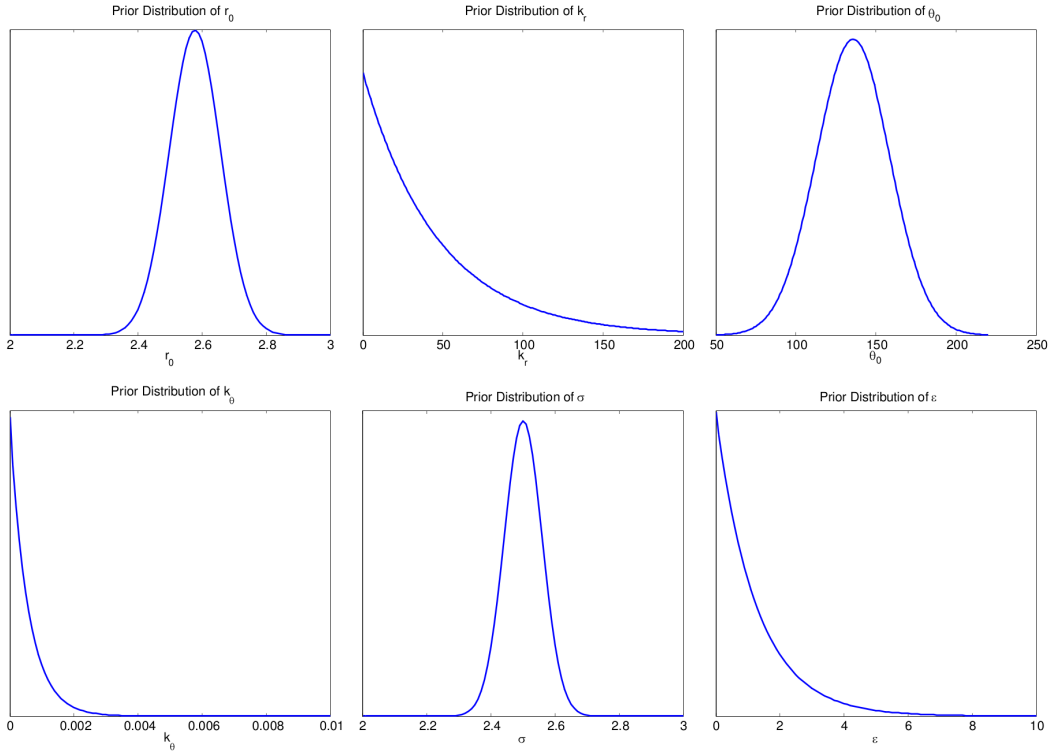 Prior Distribution of r₀
Prior Distribution of kᵣ
Prior Distribution of θ₀
2 2.2 2.4 2.6 2.8 3
r₀
0 50 100 150 200
kᵣ
50 100 150 200 250
θ₀
Prior Distribution of k_θ
Prior Distribution of σ
Prior Distribution of ε
0 0.002 0.004 0.006 0.008 0.01
k_θ
2 2.2 2.4 2.6 2.8 3
σ
0 2 4 6 8 10
ε